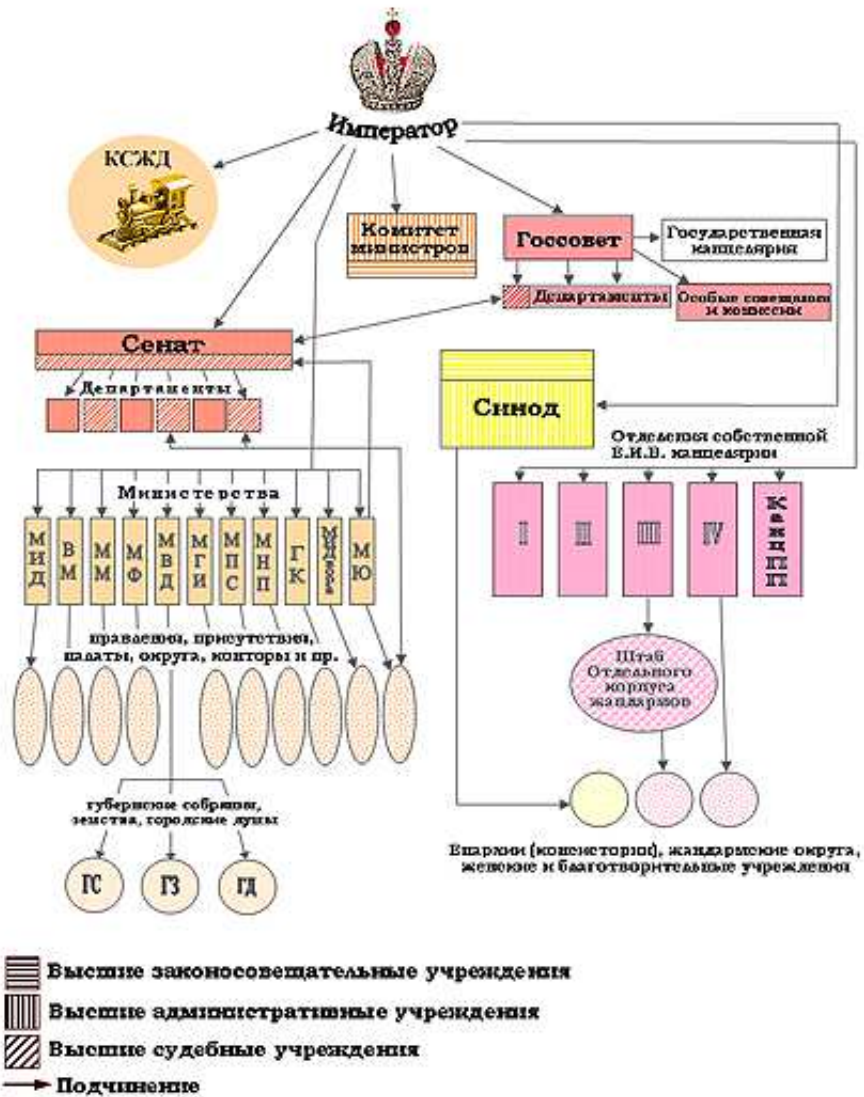 Император
КСЖД
Комитет
министров
Госсовет
Государственная
канцелярия
Департаменты
Особые совещания
и комиссии
Сенат
Департаменты
Синод
Отделения собственной
Е.И.В. канцелярии
Министерства
МИД
ВМ
ММ
МФ
МВД
МГИ
МПС
МНП
ГК
МЮ
I
II
III
IV
правления, присутствия,
палаты, округа, конторы и пр.
Штаб
Отдельного
корпуса
жандармов
губернские собрания,
земства, городские думы
ГС
ГЗ
ГД
Епархии (консистории), жандармские округа,
женские и благотворительные учреждения
Высшие законосовещательные учреждения
Высшие административные учреждения
Высшие судебные учреждения
Подчинение